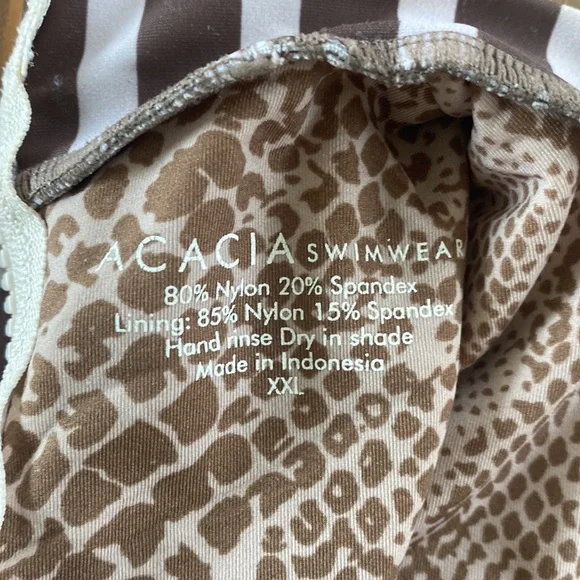 ACACIA SWIMWEAR
80% Nylon 20% Spandex
Lining: 85% Nylon 15% Spandex
Hand rinse Dry in shade
Made in Indonesia
XXL